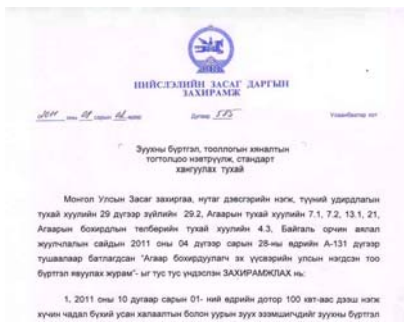 НИЙСЛЭЛИЙН ЗАСАГ ДАРГЫН
ЗАХИРАМЖ
2011 оны 08 сарын өдөр Дугаар 585 Улаанбаатар хот
Зуухны бүртгэл, тооллогын хяналтын
тогтолцоо нэвтрүүлж, стандарт
хангуулах тухай
Монгол Улсын Засаг захиргаа, нутаг дэвсгэрийн нэгж, түүний удирдлагын
тухай хуулийн 29 дүгээр зүйлийн 29.2, Агаарын тухай хуулийн 7.1, 7.2, 13.1, 21,
Агаарын бохирдлын төлбөрийн тухай хуулийн 4.3, Байгаль орчин аялал
жуулчлалын сайдын 2011 оны 04 дүгээр сарын 28-ны өдрийн А-131 дүгээр
тушаалаар батлагдсан "Агаар бохирдуулагч эх үүсвэрийн улсын нэгдсэн тоо
бүртгэл явуулах журам"- ыг тус тус үндэслэн ЗАХИРАМЖЛАХ нь:
1. 2011 оны 10 дугаар сарын 01- ний өдрийн дотор 100 квт-аас дээш нэгж
хүчин чадал бүхий усан халаалтын болон уурын зуух эзэмшигчдийг зуухны бүртгэл